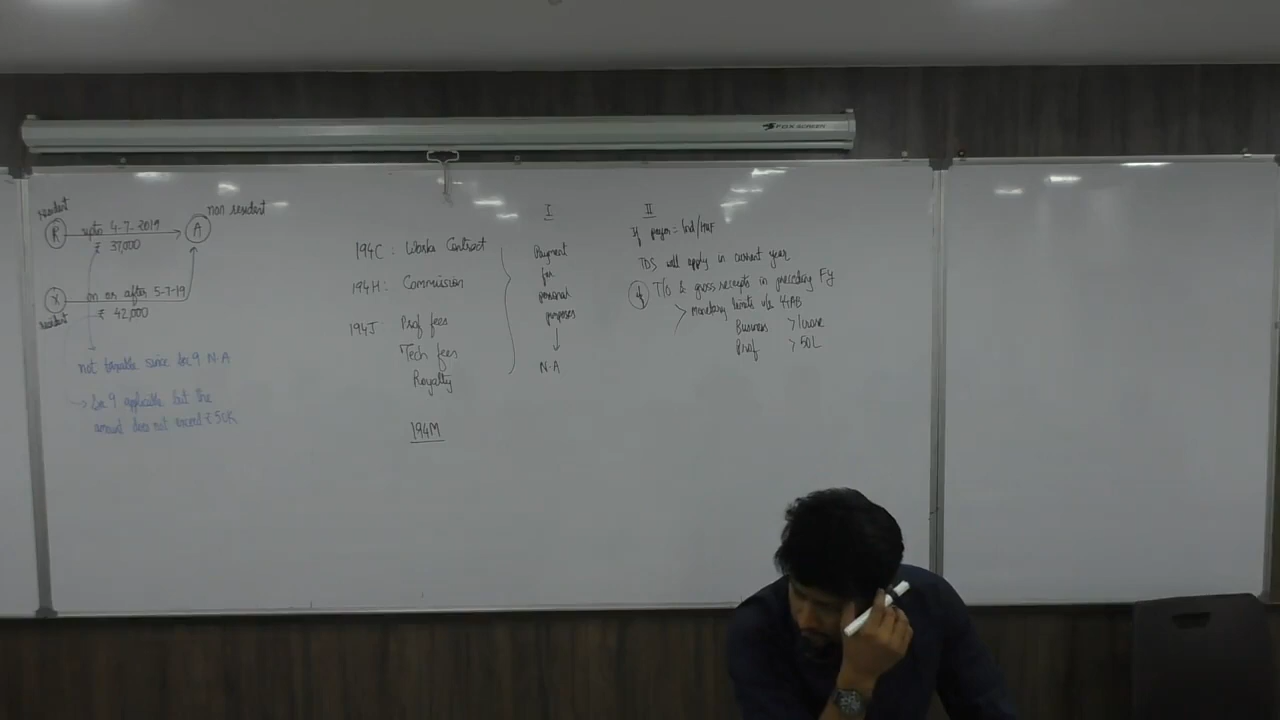 FOX SCREEN
resident
non resident
R
upto 4-7-2019
A
₹ 37,000
X
on or after 5-7-19
resident
₹ 42,000
not taxable since Sec 9 N.A
→ Sec 9 applicable but the
amount does not exceed ₹ 50K
194C : Works Contract
194H : Commission
194J : Prof fees
Tech fees
Royalty
194M
I
Payment
for
personal
purposes
N.A
II
If payer = Ind/HUF
TDS will apply in current year
if T/O & gross receipts in preceding FY
> Monetary limits u/s 44AB
Business > 1 crore
Prof > 50L